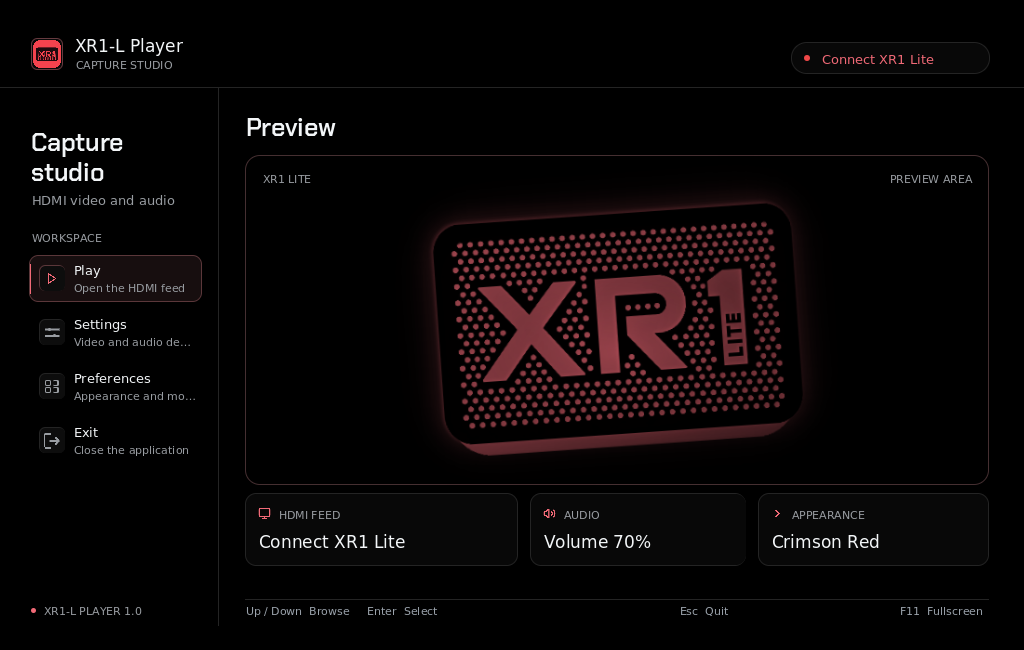 XR1
XR1-L Player
CAPTURE STUDIO
Connect XR1 Lite
Capture
studio
HDMI video and audio
WORKSPACE
Play
Open the HDMI feed
Settings
Video and audio de...
Preferences
Appearance and mo...
Exit
Close the application
XR1-L PLAYER 1.0
Preview
XR1 LITE
PREVIEW AREA
XR1 LITE
HDMI FEED
Connect XR1 Lite
AUDIO
Volume 70%
APPEARANCE
Crimson Red
Up / Down Browse Enter Select Esc Quit F11 Fullscreen